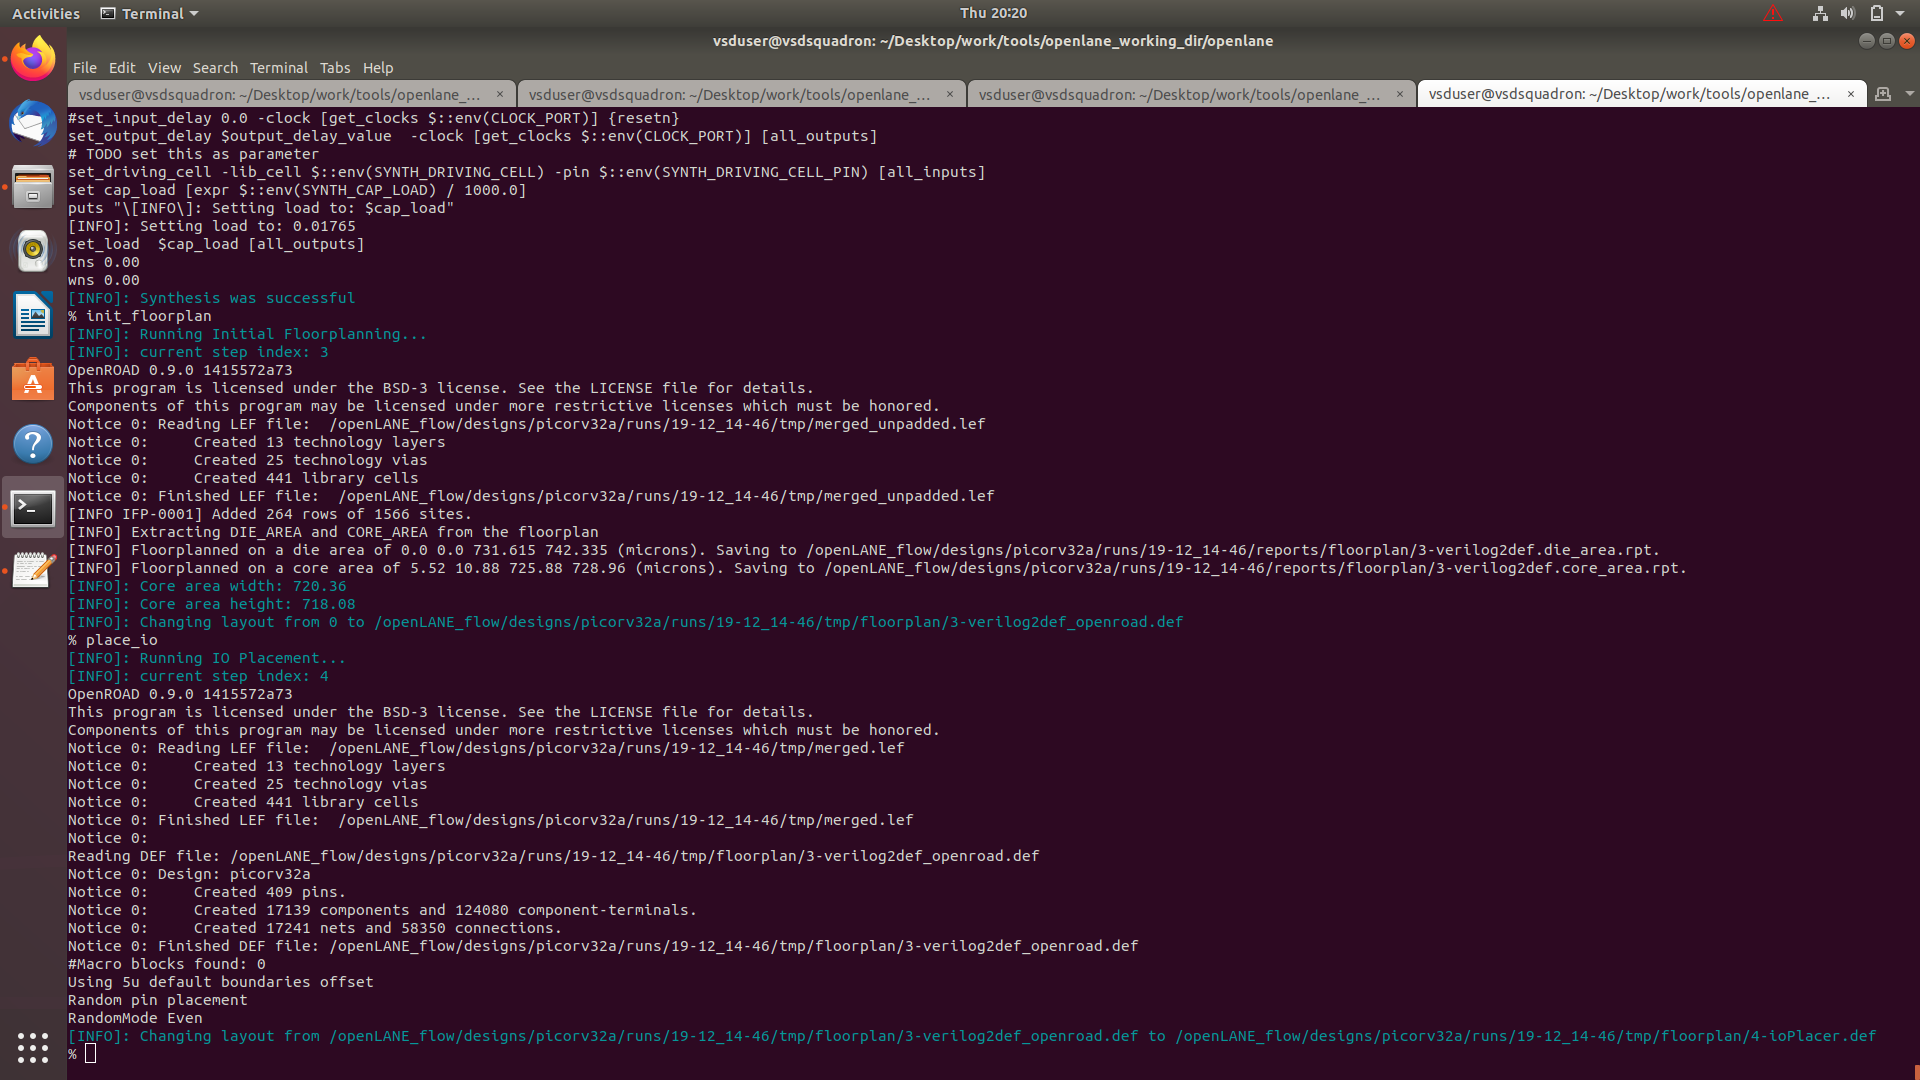 Activities Terminal Thu 20:20
vsduser@vsdsquadron: ~/Desktop/work/tools/openlane_working_dir/openlane
File Edit View Search Terminal Tabs Help
vsduser@vsdsquadron: ~/Desktop/work/tools/openlane_... × vsduser@vsdsquadron: ~/Desktop/work/tools/openlane_... × vsduser@vsdsquadron: ~/Desktop/work/tools/openlane_... × vsduser@vsdsquadron: ~/Desktop/work/tools/openlane_... ×
#set_input_delay 0.0 -clock [get_clocks $::env(CLOCK_PORT)] {resetn}
set_output_delay $output_delay_value  -clock [get_clocks $::env(CLOCK_PORT)] [all_outputs]
# TODO set this as parameter
set_driving_cell -lib_cell $::env(SYNTH_DRIVING_CELL) -pin $::env(SYNTH_DRIVING_CELL_PIN) [all_inputs]
set cap_load [expr $::env(SYNTH_CAP_LOAD) / 1000.0]
puts "\[INFO\]: Setting load to: $cap_load"
[INFO]: Setting load to: 0.01765
set_load  $cap_load [all_outputs]
tns 0.00
wns 0.00
[INFO]: Synthesis was successful
% init_floorplan
[INFO]: Running Initial Floorplanning...
[INFO]: current step index: 3
OpenROAD 0.9.0 1415572a73
This program is licensed under the BSD-3 license. See the LICENSE file for details.
Components of this program may be licensed under more restrictive licenses which must be honored.
Notice 0: Reading LEF file:  /openLANE_flow/designs/picorv32a/runs/19-12_14-46/tmp/merged_unpadded.lef
Notice 0:     Created 13 technology layers
Notice 0:     Created 25 technology vias
Notice 0:     Created 441 library cells
Notice 0: Finished LEF file:  /openLANE_flow/designs/picorv32a/runs/19-12_14-46/tmp/merged_unpadded.lef
[INFO IFP-0001] Added 264 rows of 1566 sites.
[INFO] Extracting DIE_AREA and CORE_AREA from the floorplan
[INFO] Floorplanned on a die area of 0.0 0.0 731.615 742.335 (microns). Saving to /openLANE_flow/designs/picorv32a/runs/19-12_14-46/reports/floorplan/3-verilog2def.die_area.rpt.
[INFO] Floorplanned on a core area of 5.52 10.88 725.88 728.96 (microns). Saving to /openLANE_flow/designs/picorv32a/runs/19-12_14-46/reports/floorplan/3-verilog2def.core_area.rpt.
[INFO]: Core area width: 720.36
[INFO]: Core area height: 718.08
[INFO]: Changing layout from 0 to /openLANE_flow/designs/picorv32a/runs/19-12_14-46/tmp/floorplan/3-verilog2def_openroad.def
% place_io
[INFO]: Running IO Placement...
[INFO]: current step index: 4
OpenROAD 0.9.0 1415572a73
This program is licensed under the BSD-3 license. See the LICENSE file for details.
Components of this program may be licensed under more restrictive licenses which must be honored.
Notice 0: Reading LEF file:  /openLANE_flow/designs/picorv32a/runs/19-12_14-46/tmp/merged.lef
Notice 0:     Created 13 technology layers
Notice 0:     Created 25 technology vias
Notice 0:     Created 441 library cells
Notice 0: Finished LEF file:  /openLANE_flow/designs/picorv32a/runs/19-12_14-46/tmp/merged.lef
Notice 0:
Reading DEF file: /openLANE_flow/designs/picorv32a/runs/19-12_14-46/tmp/floorplan/3-verilog2def_openroad.def
Notice 0: Design: picorv32a
Notice 0:     Created 409 pins.
Notice 0:     Created 17139 components and 124080 component-terminals.
Notice 0:     Created 17241 nets and 58350 connections.
Notice 0: Finished DEF file: /openLANE_flow/designs/picorv32a/runs/19-12_14-46/tmp/floorplan/3-verilog2def_openroad.def
#Macro blocks found: 0
Using 5u default boundaries offset
Random pin placement
RandomMode Even
[INFO]: Changing layout from /openLANE_flow/designs/picorv32a/runs/19-12_14-46/tmp/floorplan/3-verilog2def_openroad.def to /openLANE_flow/designs/picorv32a/runs/19-12_14-46/tmp/floorplan/4-ioPlacer.def
%